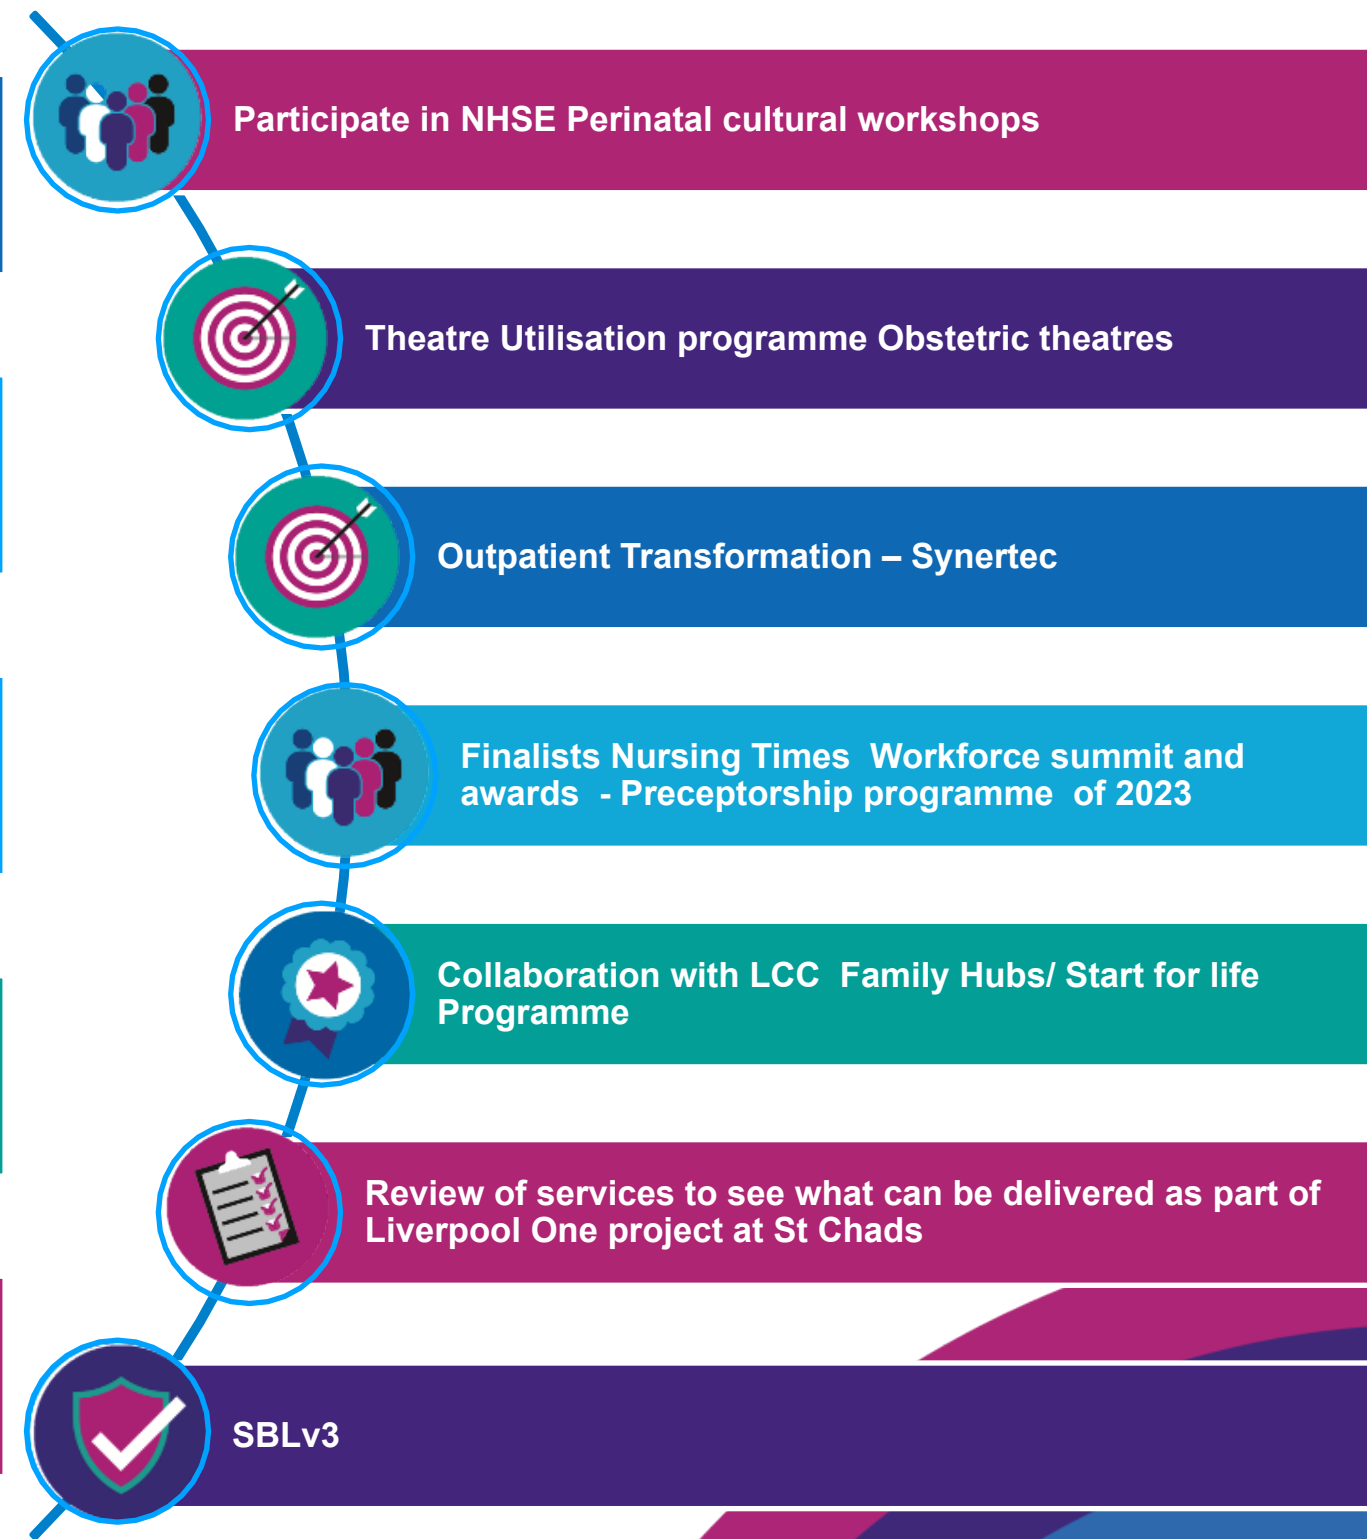 Participate in NHSE Perinatal cultural workshops
Theatre Utilisation programme Obstetric theatres
Outpatient Transformation – Synertec
Finalists Nursing Times  Workforce summit and
awards  - Preceptorship programme  of 2023
Collaboration with LCC  Family Hubs/ Start for life
Programme
Review of services to see what can be delivered as part of
Liverpool One project at St Chads
SBLv3